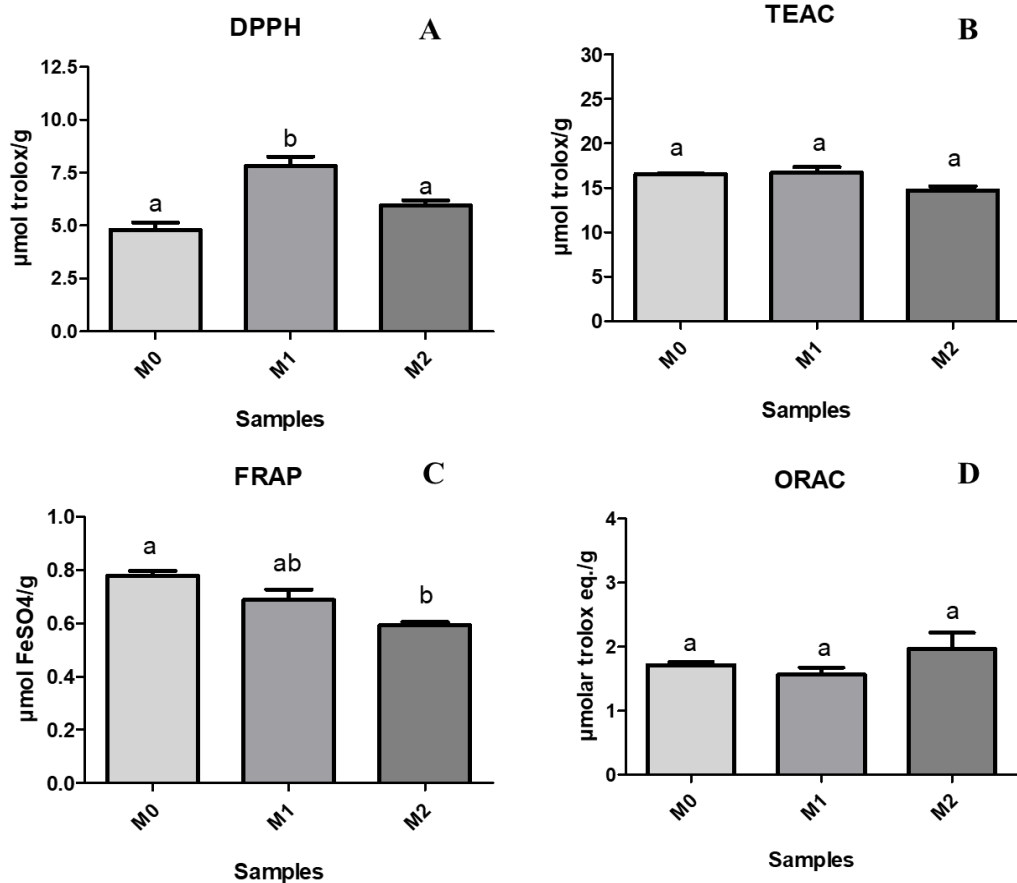 DPPH
A
12.5
10.0
7.5
5.0
2.5
0.0
µmol trolox/g
a
b
a
M0
M1
M2
Samples
TEAC
B
30
25
20
15
10
5
0
µmol trolox/g
a
a
a
M0
M1
M2
Samples
FRAP
C
1.0
0.8
0.6
0.4
0.2
0.0
µmol FeSO4/g
a
ab
b
M0
M1
M2
Samples
ORAC
D
4
3
2
1
0
µmolar trolox eq./g
a
a
a
M0
M1
M2
Samples